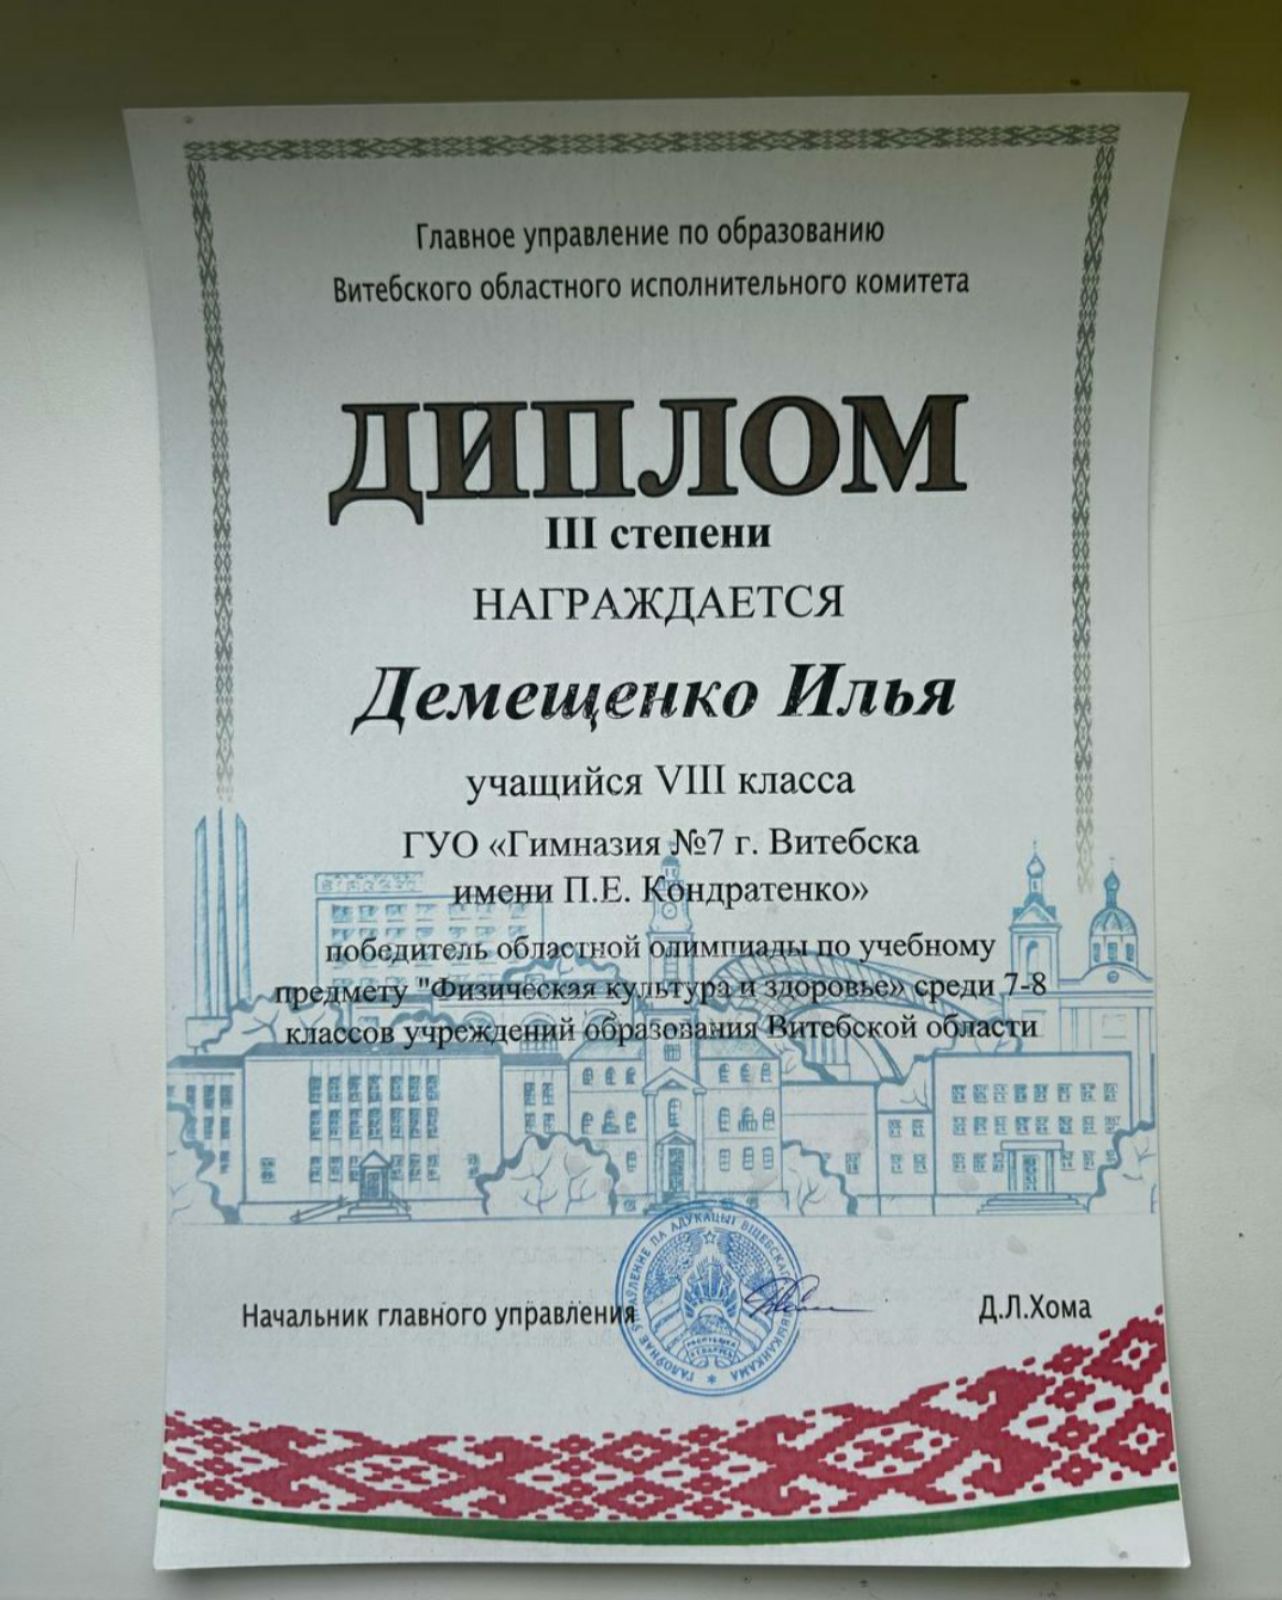 Главное управление по образованию
Витебского областного исполнительного комитета
ДИПЛОМ
III степени
НАГРАЖДАЕТСЯ
Демещенко Илья
учащийся VIII класса
ГУО «Гимназия №7 г. Витебска
имени П.Е. Кондратенко»
победитель областной олимпиады по учебному
предмету "Физическая культура и здоровье» среди 7-8
классов учреждений образования Витебской области
Начальник главного управления
Д.Л.Хома